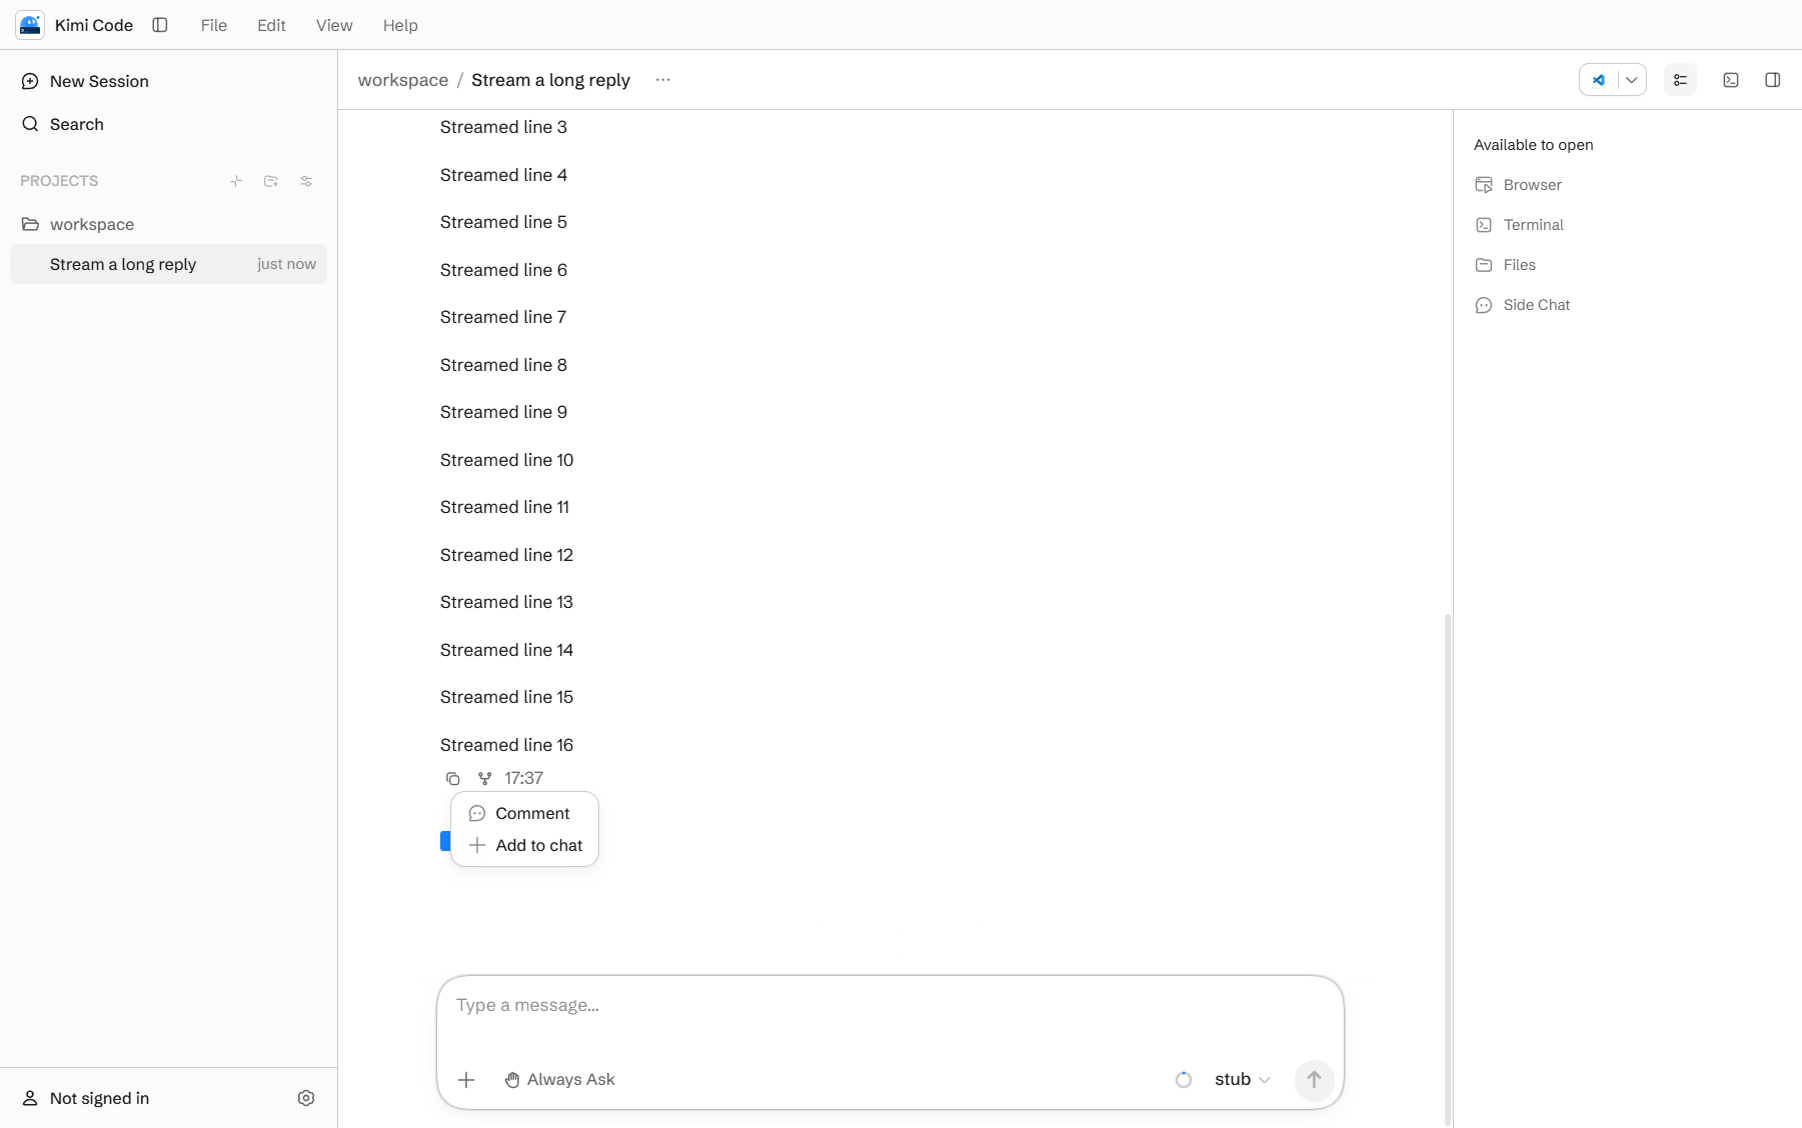 Kimi Code File Edit View Help
New Session
Search
PROJECTS
workspace
Stream a long reply just now
Not signed in
workspace / Stream a long reply ···
Streamed line 3
Streamed line 4
Streamed line 5
Streamed line 6
Streamed line 7
Streamed line 8
Streamed line 9
Streamed line 10
Streamed line 11
Streamed line 12
Streamed line 13
Streamed line 14
Streamed line 15
Streamed line 16
17:37
Comment
Add to chat
Type a message...
Always Ask stub
Available to open
Browser
Terminal
Files
Side Chat